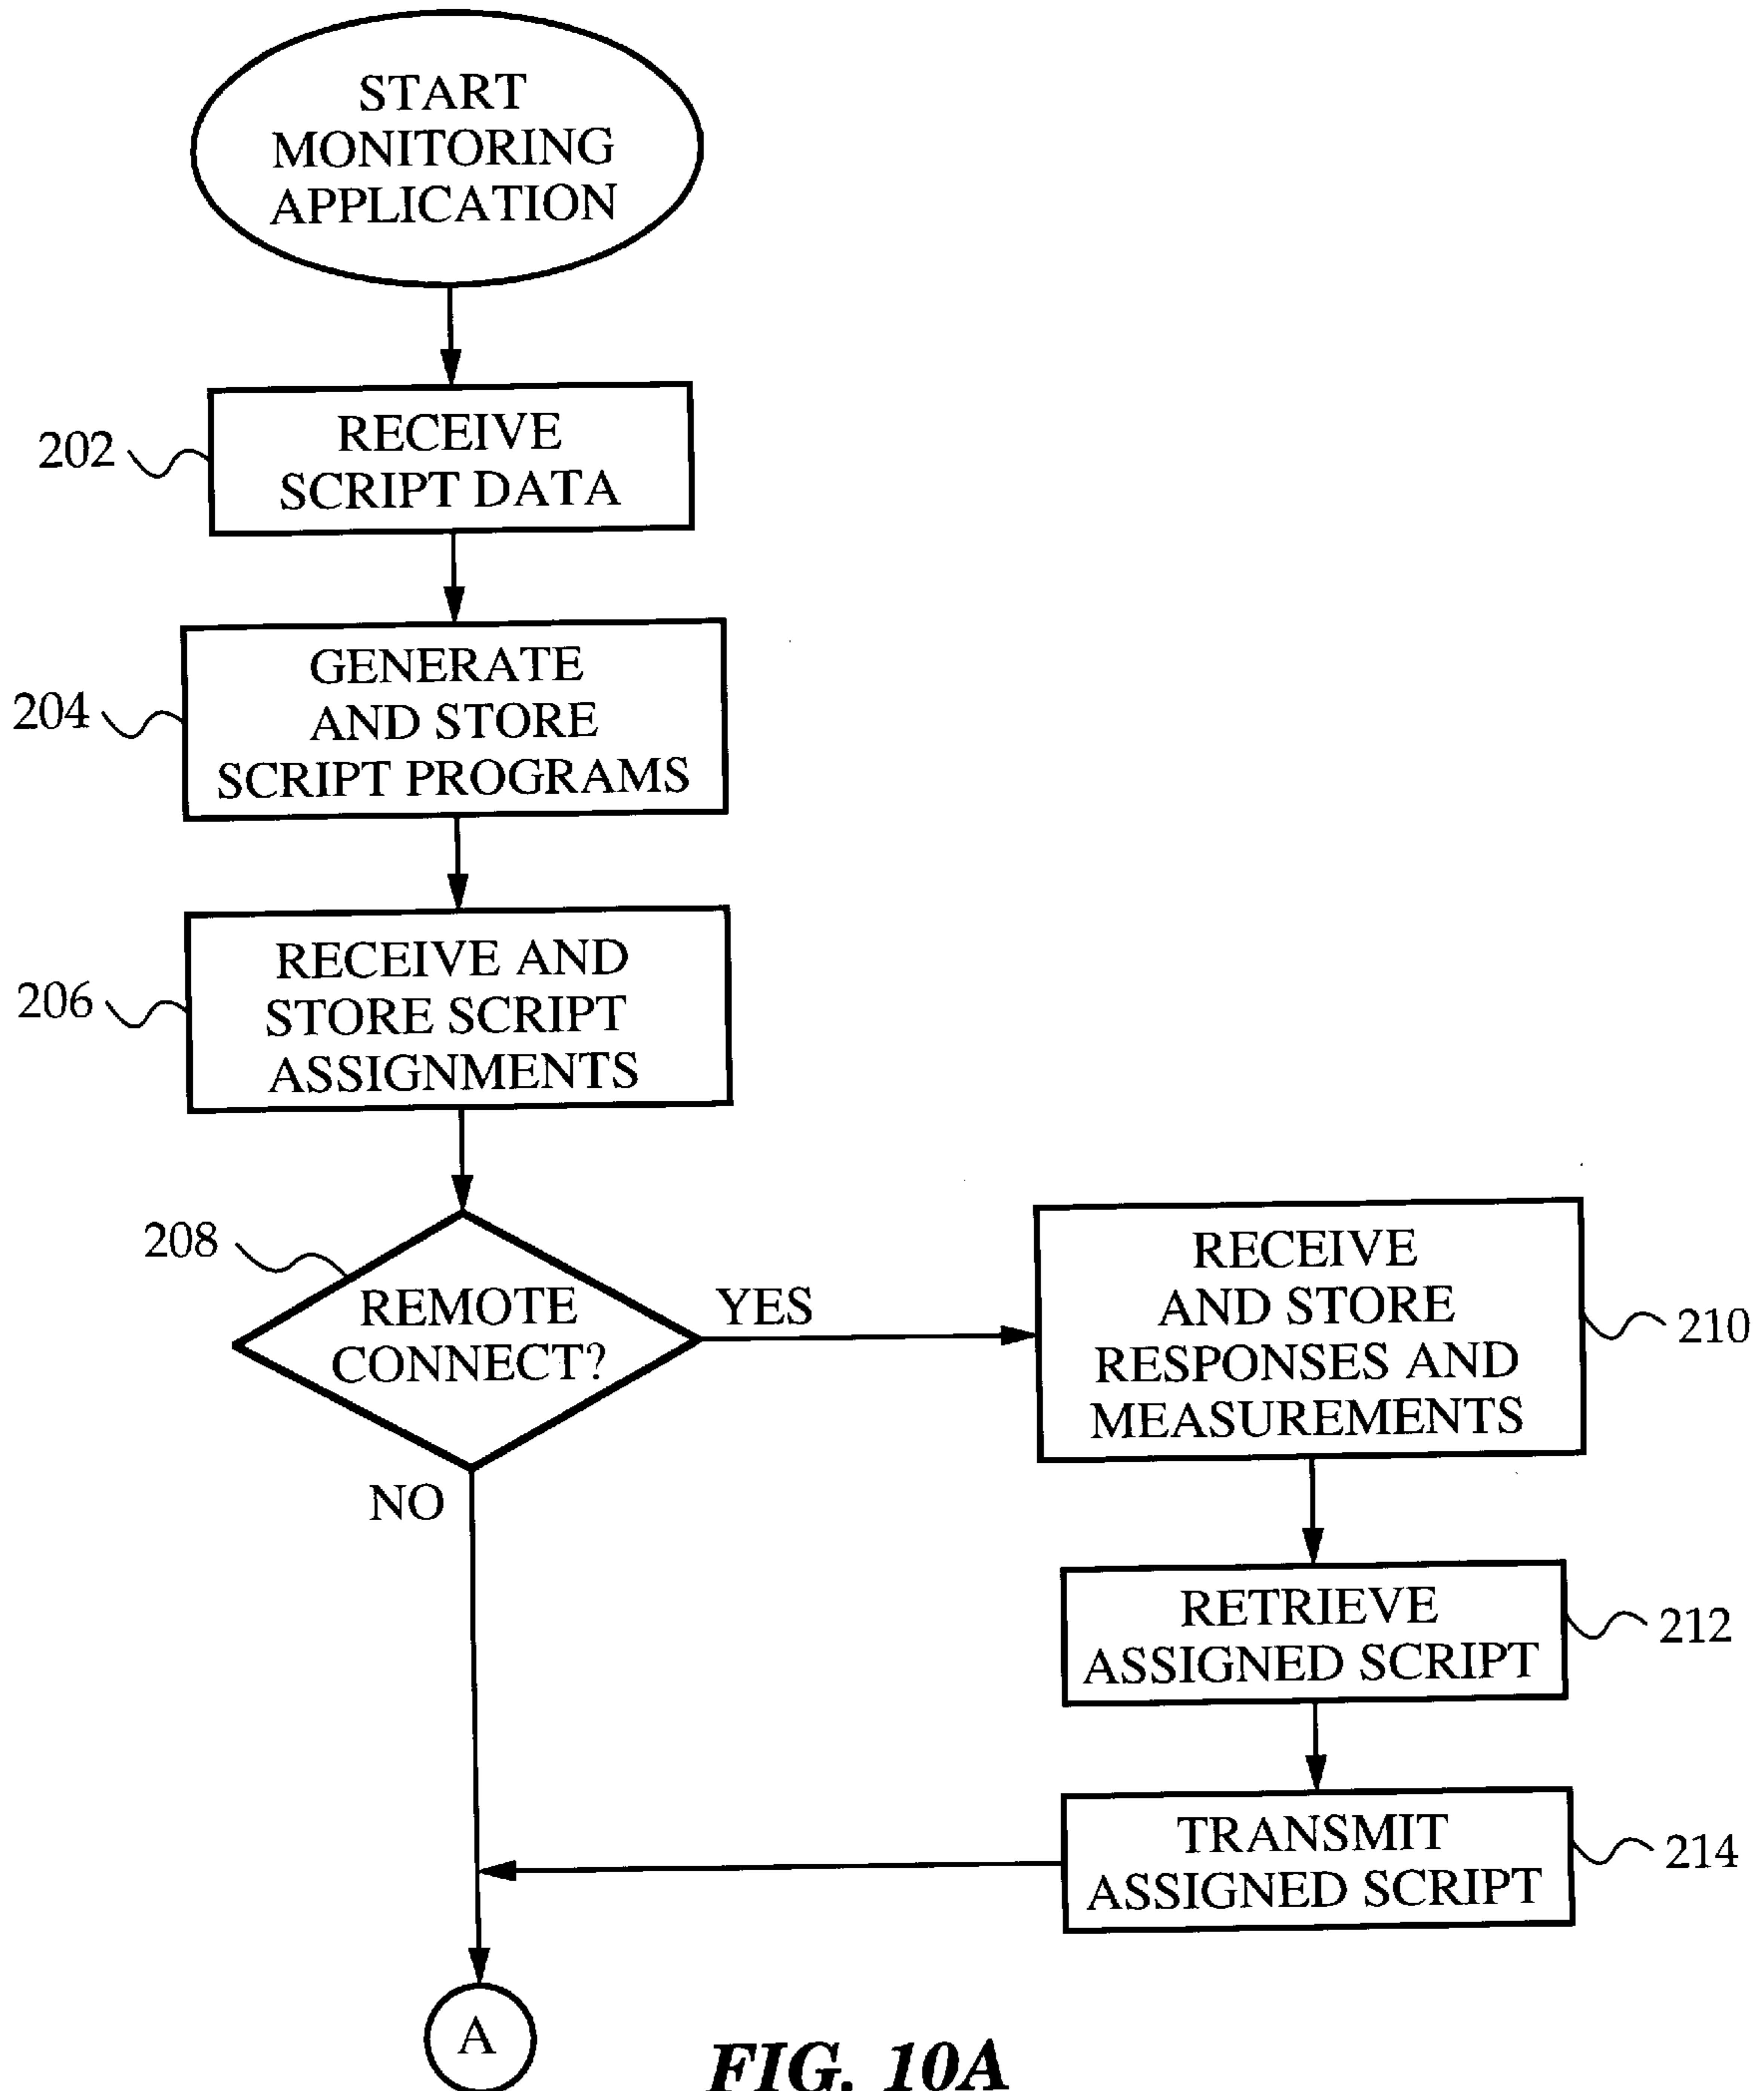 START
MONITORING
APPLICATION
202
RECEIVE
SCRIPT DATA
204
GENERATE
AND STORE
SCRIPT PROGRAMS
206
RECEIVE AND
STORE SCRIPT
ASSIGNMENTS
208
REMOTE
CONNECT?
YES
NO
RECEIVE
AND STORE
RESPONSES AND
MEASUREMENTS
210
RETRIEVE
ASSIGNED SCRIPT
212
TRANSMIT
ASSIGNED SCRIPT
214
A
FIG. 10A